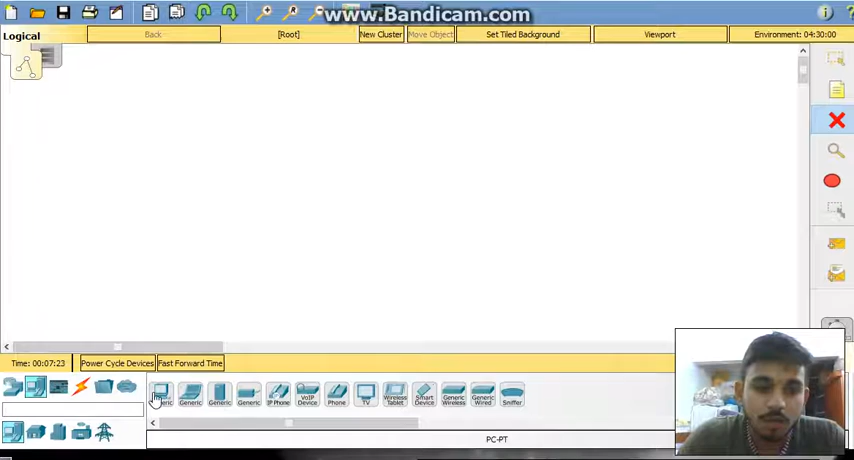 www.Bandicam.com
Logical Back [Root] New Cluster Move Object Set Tiled Background Viewport Environment: 04:30:00
Time: 00:07:23 Power Cycle Devices Fast Forward Time
Generic Generic Generic IP Phone VoIP Device Phone TV Wireless Tablet Smart Device Generic Wireless Generic Wired Sniffer
PC-PT